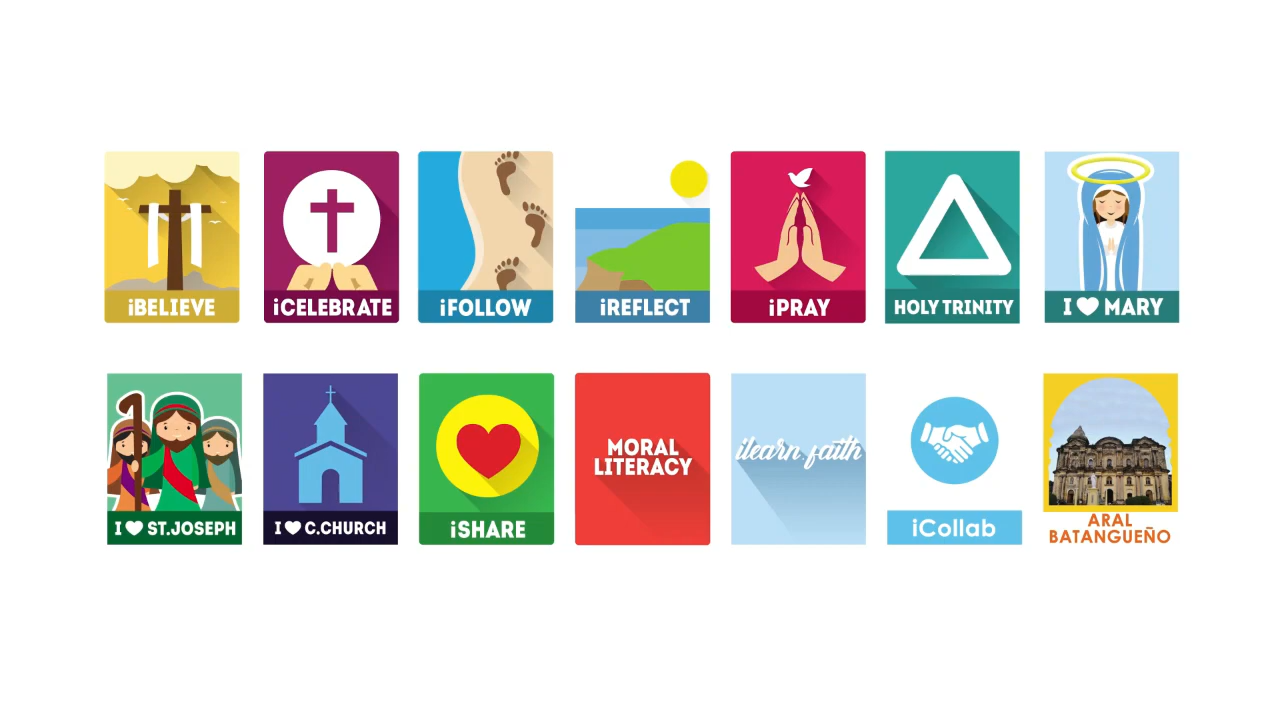 iBELIEVE
iCELEBRATE
iFOLLOW
iREFLECT
iPRAY
HOLY TRINITY
I ♥ MARY
I ♥ ST.JOSEPH
I ♥ C.CHURCH
iSHARE
MORAL
LITERACY
ilearn.faith
iCollab
ARAL
BATANGUEÑO